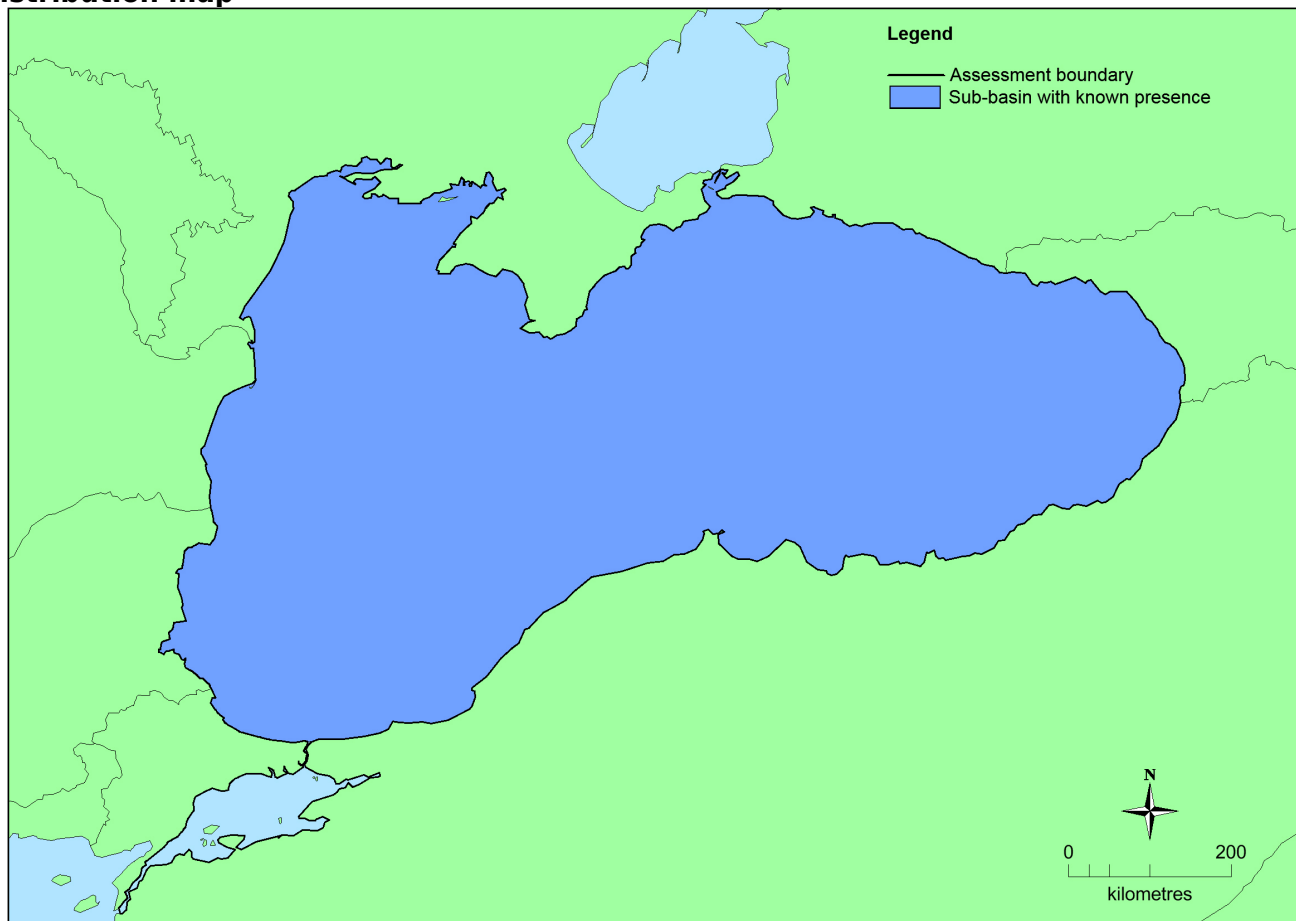 Legend
Assessment boundary
Sub-basin with known presence
N
0 200
kilometres